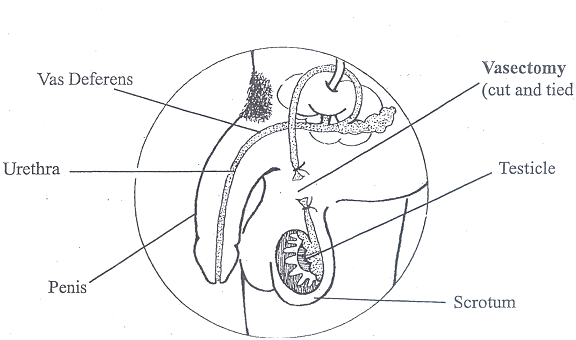 Vas Deferens
Vasectomy
(cut and tied
Urethra
Testicle
Penis
Scrotum